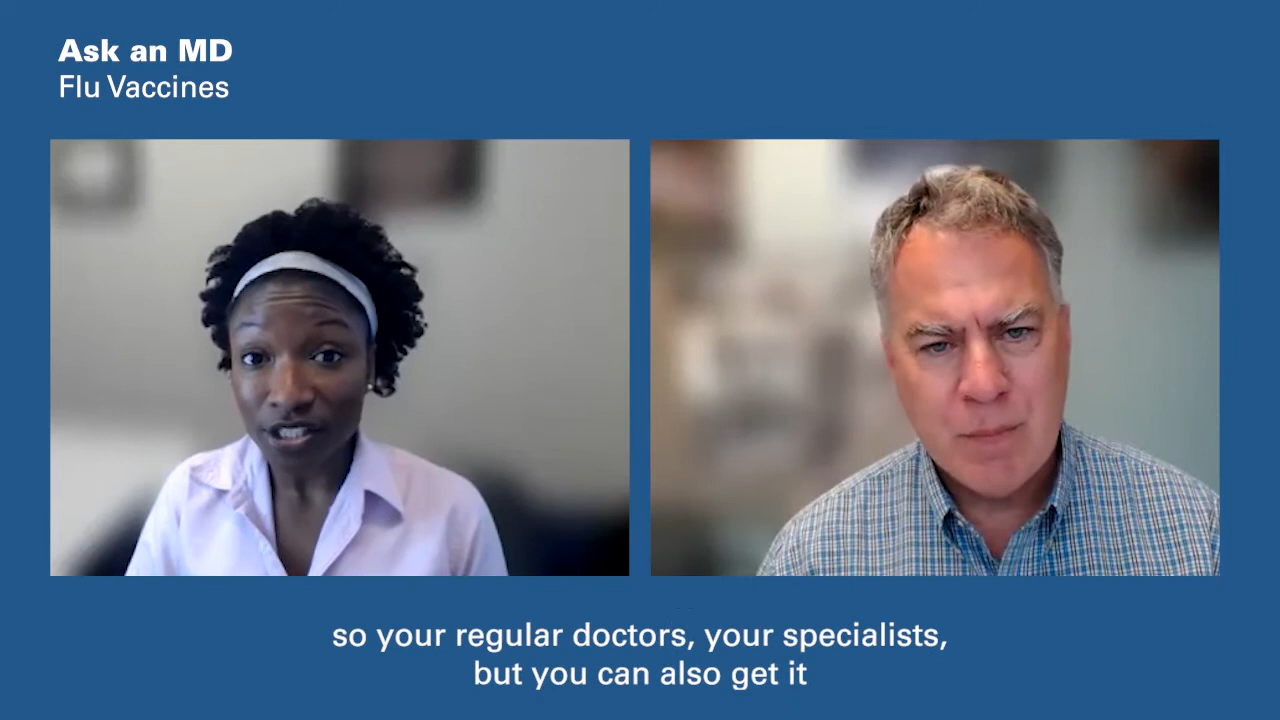 Ask an MD
Flu Vaccines
so your regular doctors, your specialists,
but you can also get it